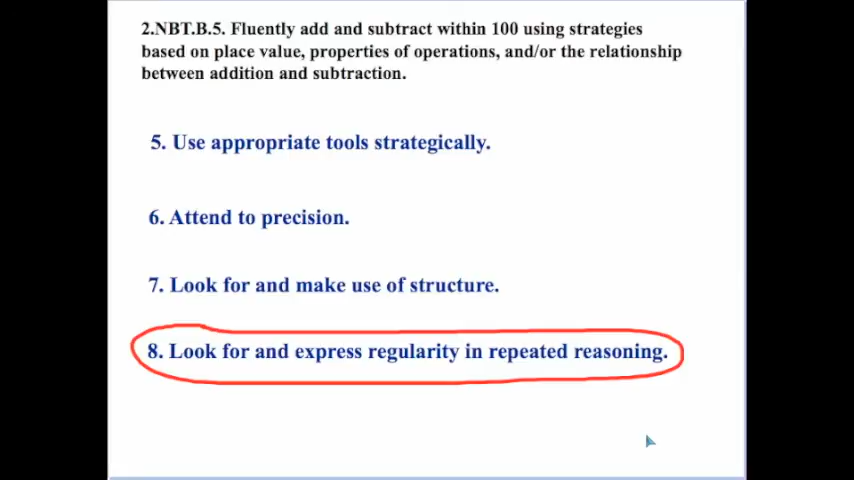 2.NBT.B.5. Fluently add and subtract within 100 using strategies
based on place value, properties of operations, and/or the relationship
between addition and subtraction.
5. Use appropriate tools strategically.
6. Attend to precision.
7. Look for and make use of structure.
8. Look for and express regularity in repeated reasoning.